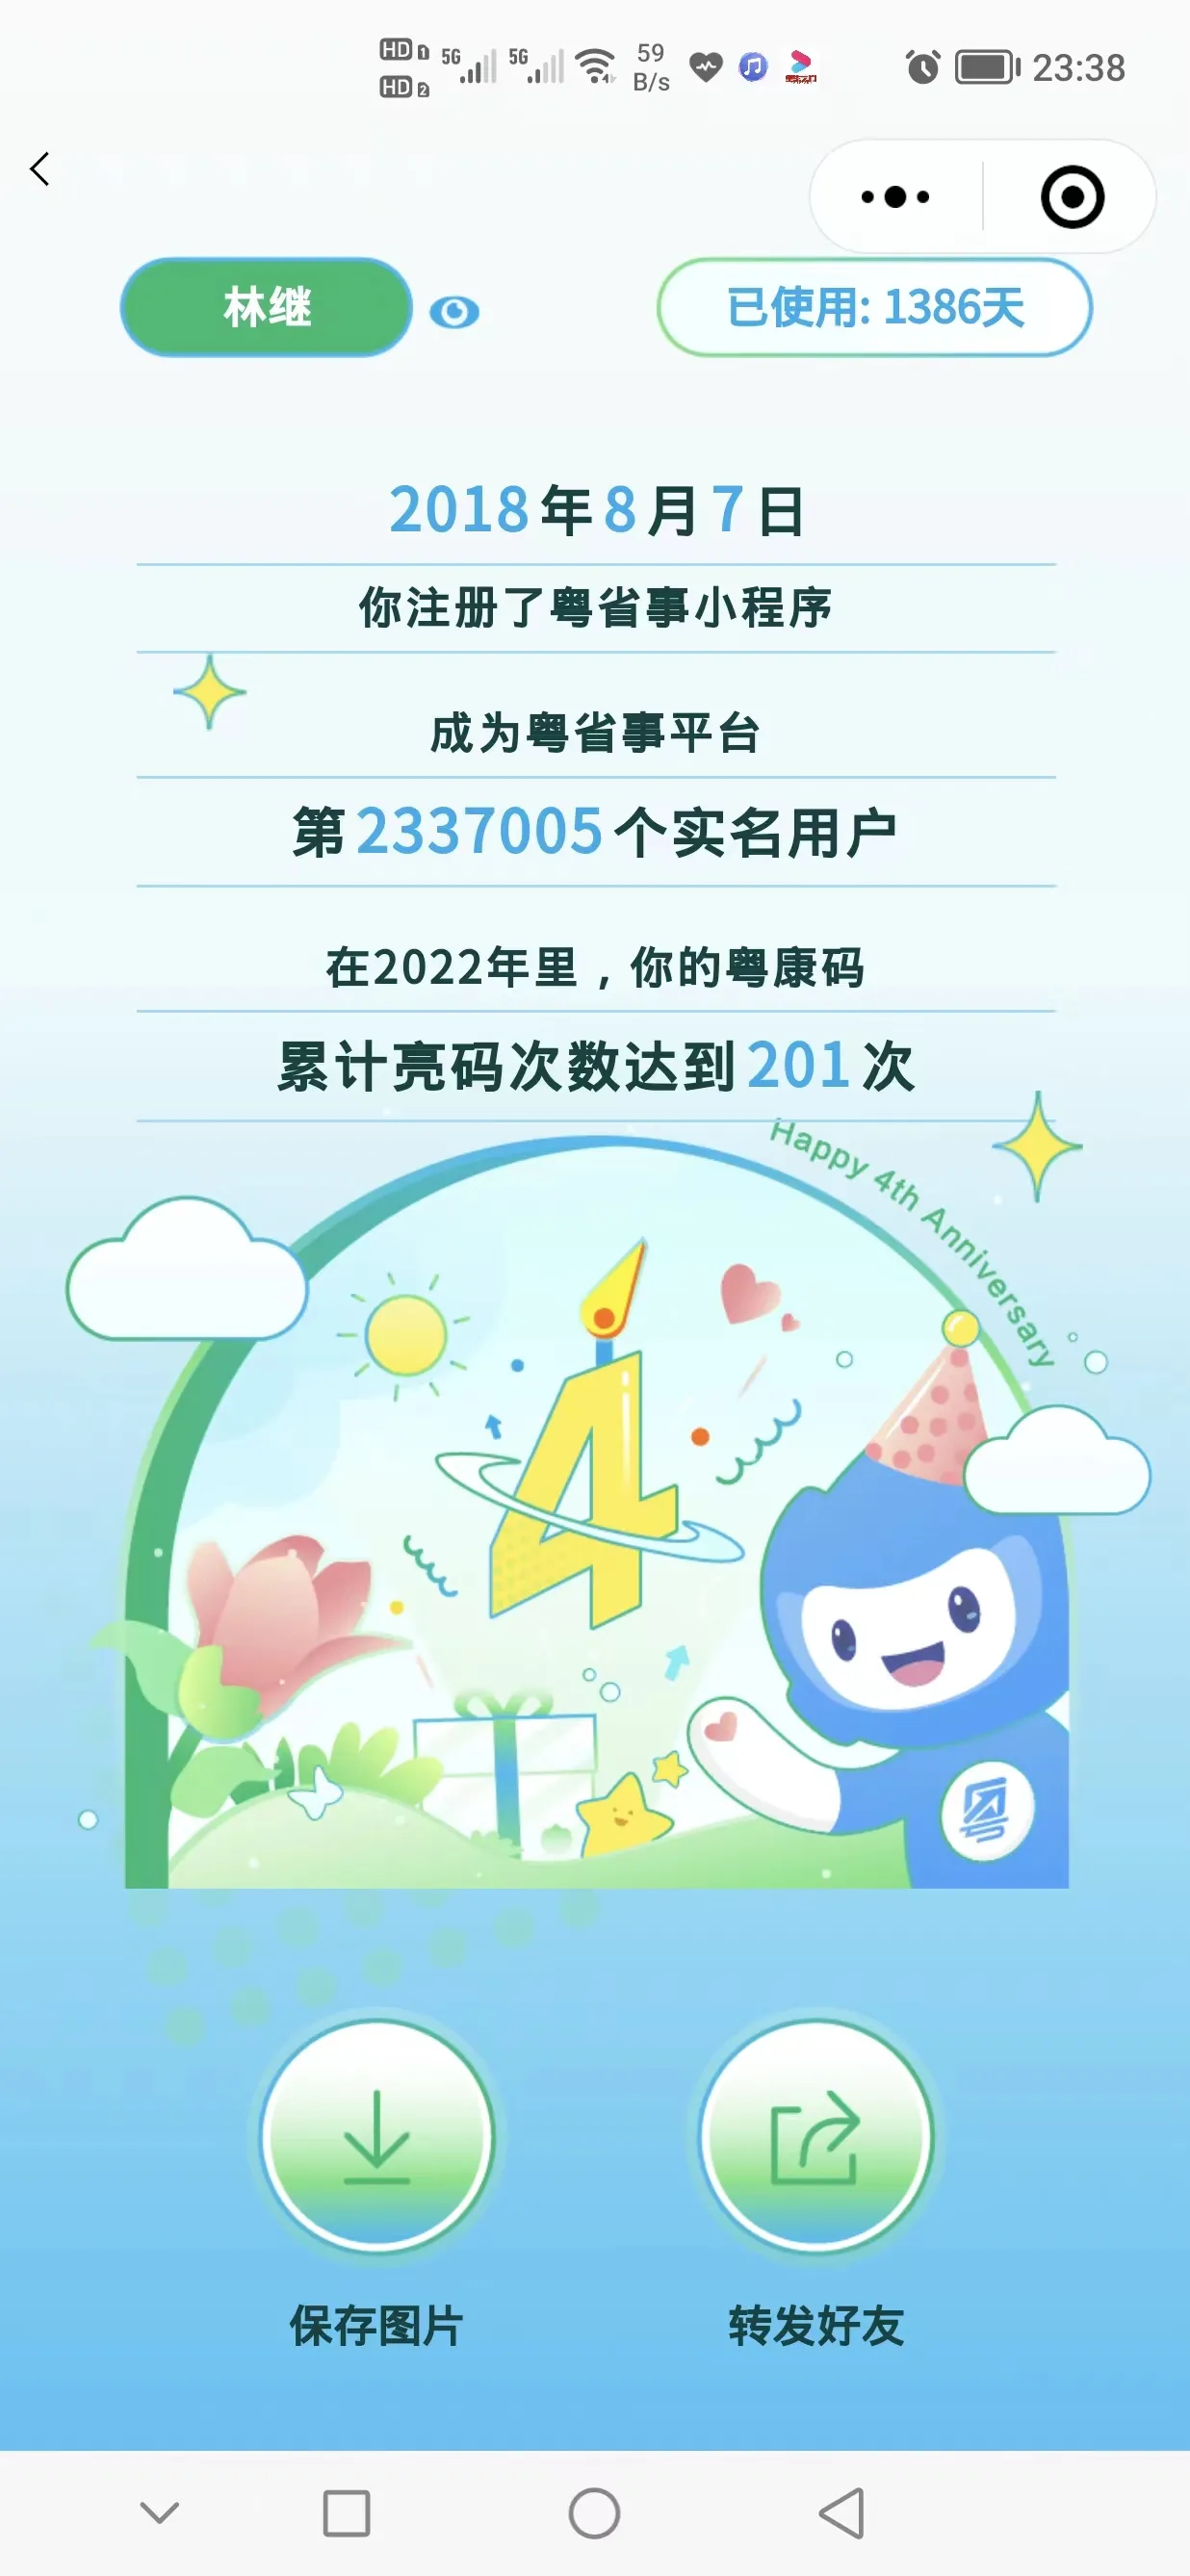 HD 1
HD 2
5G
5G
59
B/s
23:38
林继
已使用: 1386天
2018年8月7日
你注册了粤省事小程序
成为粤省事平台
第2337005个实名用户
在2022年里，你的粤康码
累计亮码次数达到201次
Happy 4th Anniversary
4
保存图片
转发好友